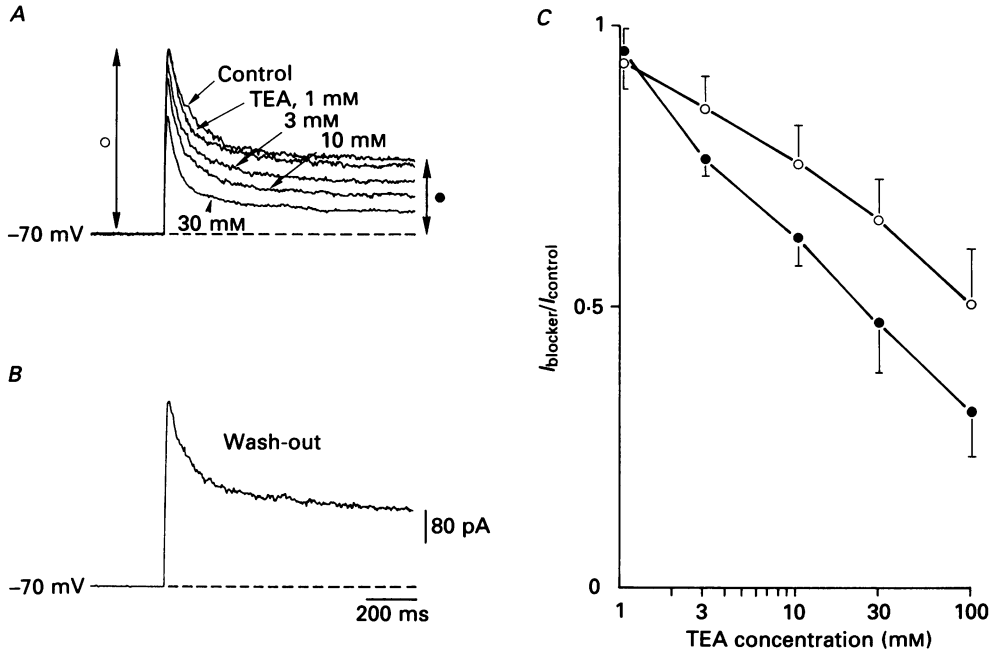 A
Control
TEA, 1 mM
3 mM
10 mM
30 mM
–70 mV
B
Wash-out
80 pA
–70 mV
200 ms
C
1
0·5
0
Iblocker/Icontrol
1 3 10 30 100
TEA concentration (mM)